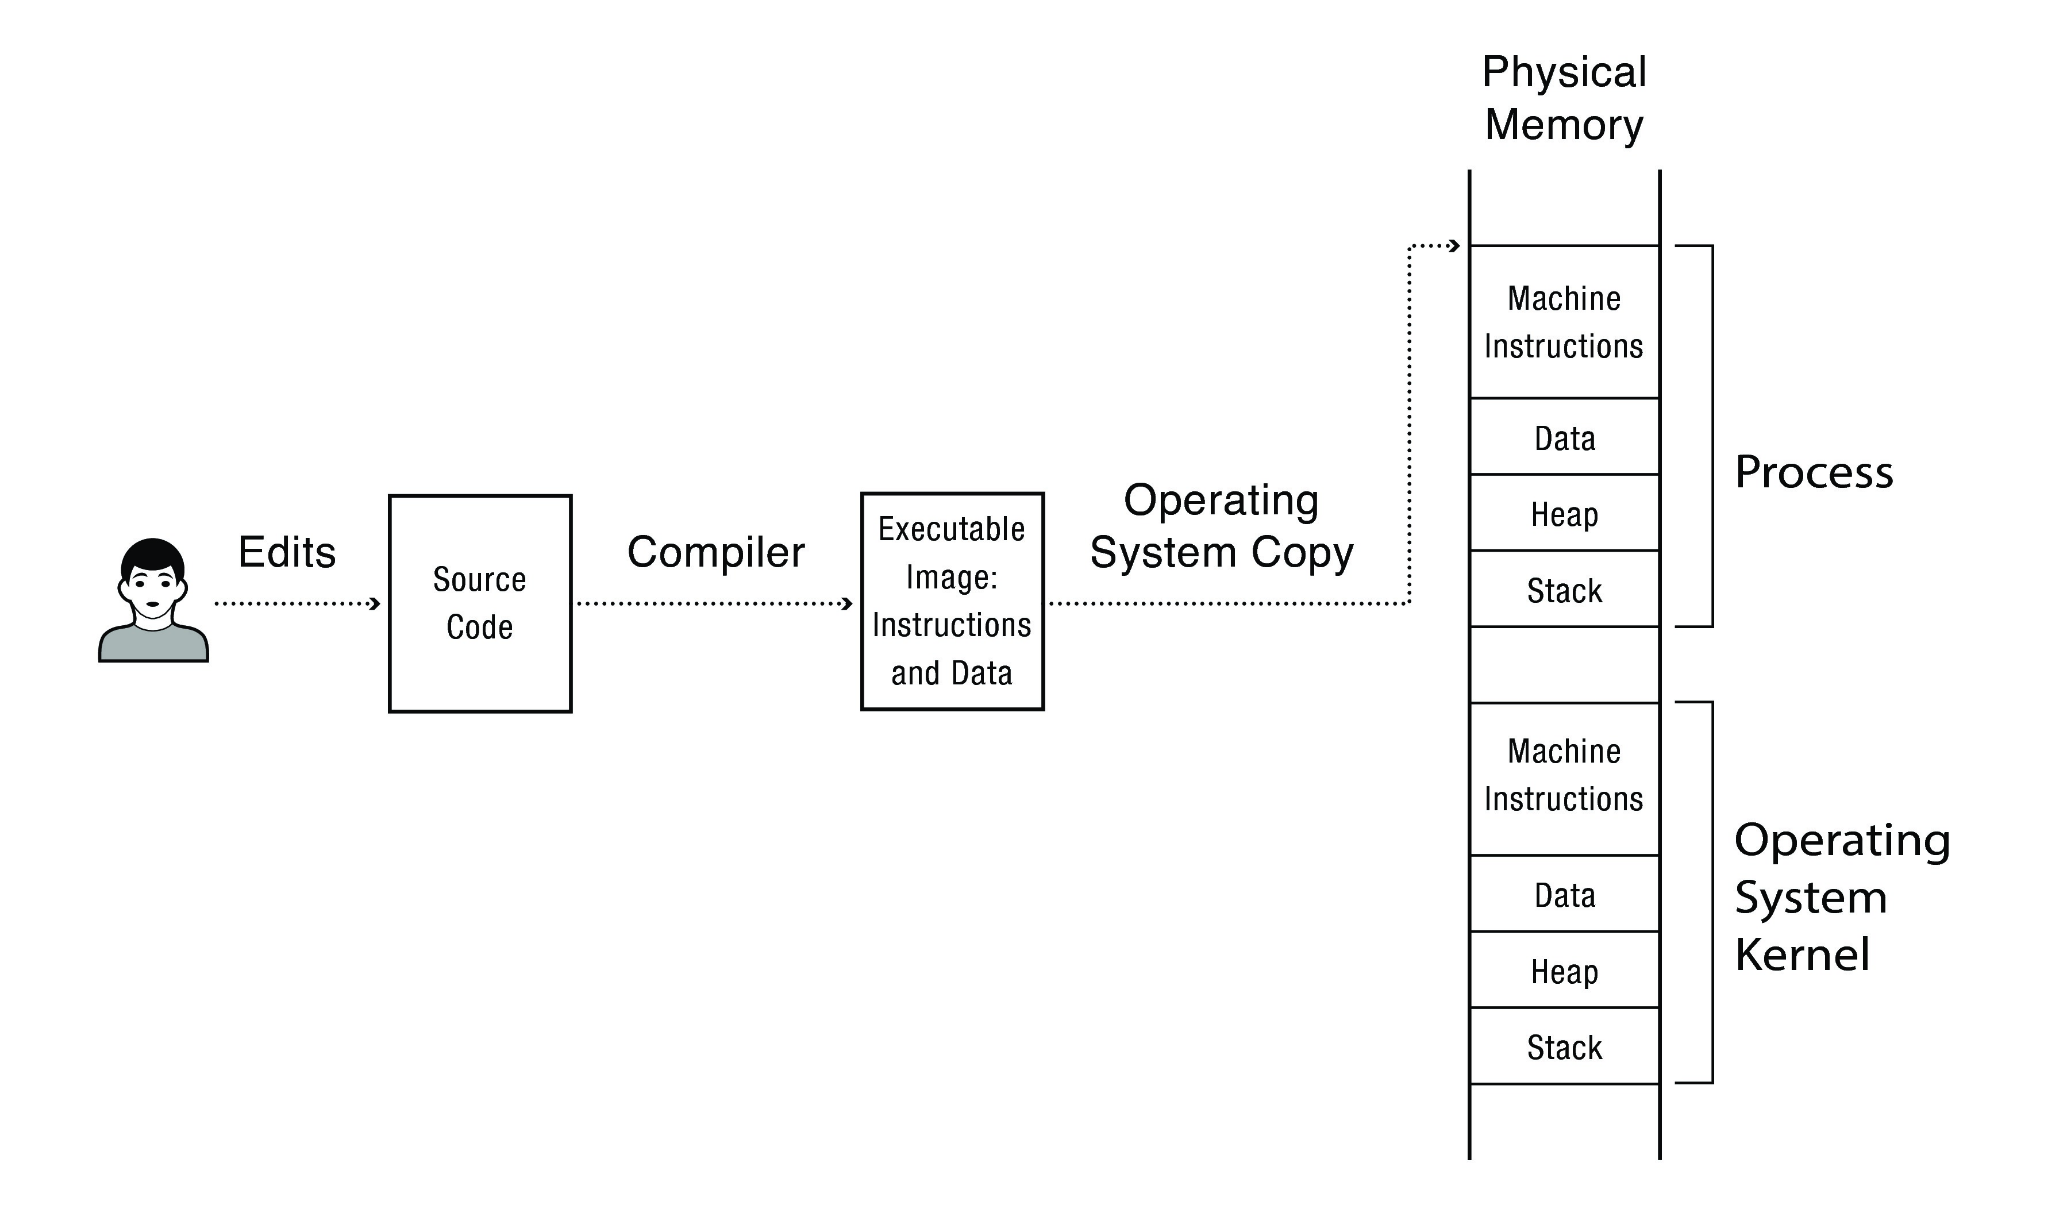 Physical
Memory
Machine
Instructions
Data
Heap
Stack
Process
Edits
Source
Code
Compiler
Executable
Image:
Instructions
and Data
Operating
System Copy
Machine
Instructions
Data
Heap
Stack
Operating
System
Kernel